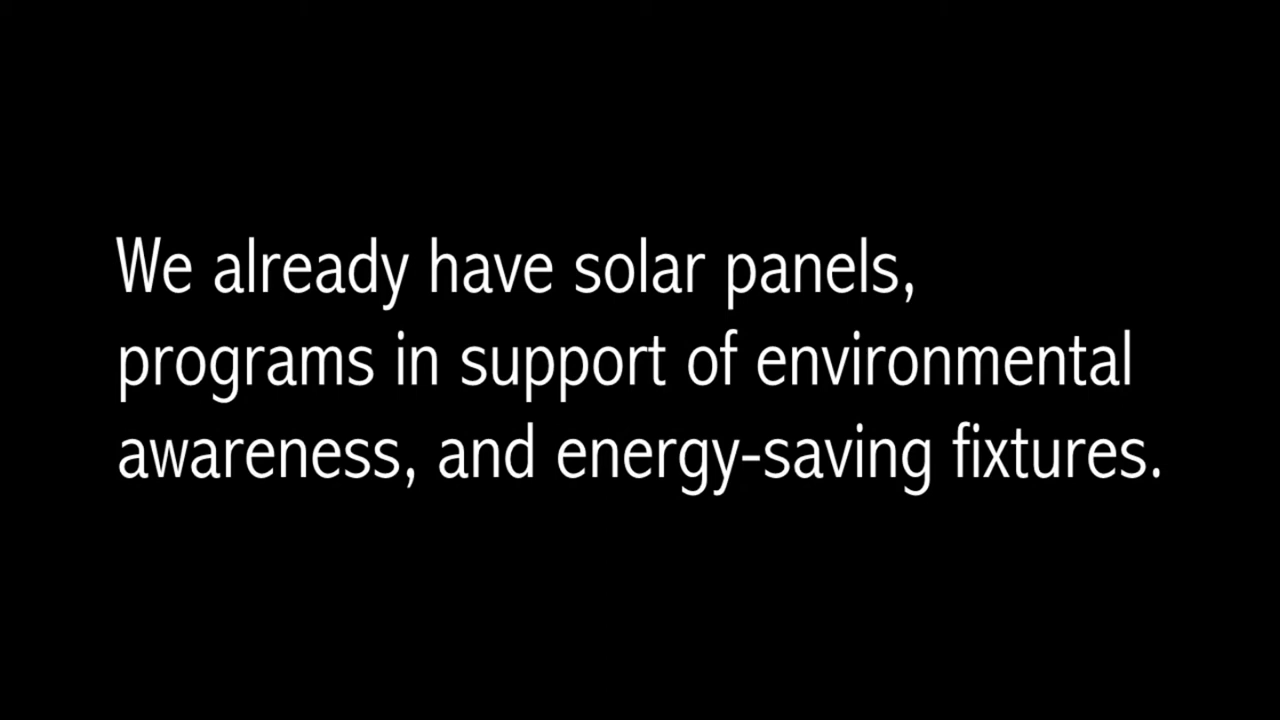 We already have solar panels,
programs in support of environmental
awareness, and energy-saving fixtures.